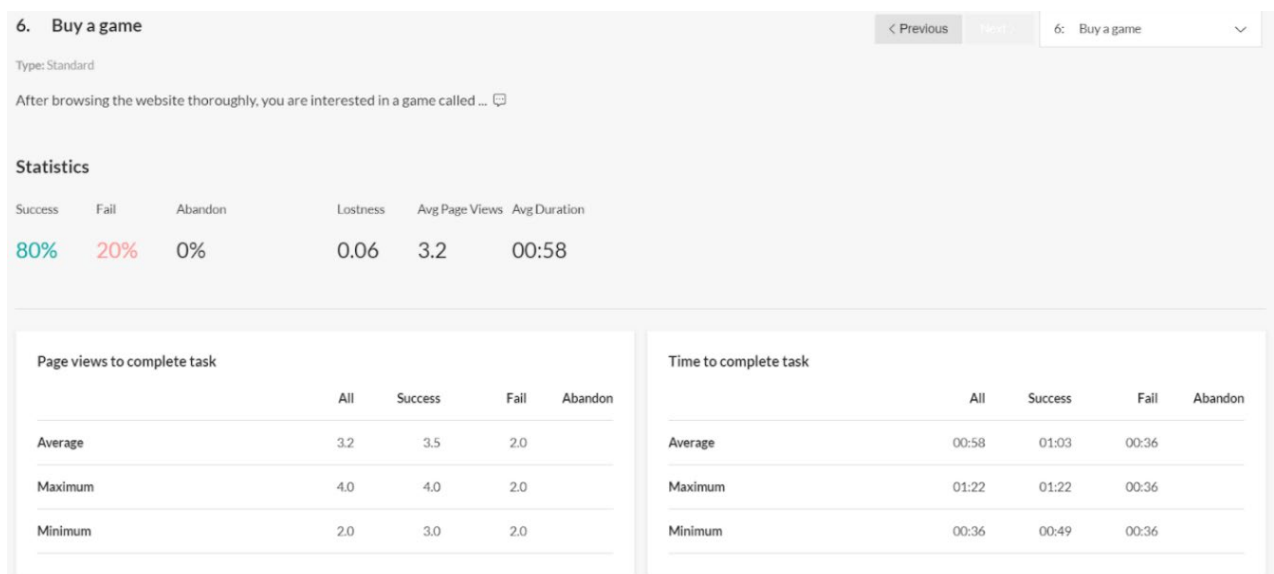 6. Buy a game
< Previous Next 6: Buy a game
Type: Standard
After browsing the website thoroughly, you are interested in a game called ...
Statistics
Success Fail Abandon Lostness Avg Page Views Avg Duration
80% 20% 0% 0.06 3.2 00:58
Page views to complete task
All Success Fail Abandon
Average 3.2 3.5 2.0
Maximum 4.0 4.0 2.0
Minimum 2.0 3.0 2.0
Time to complete task
All Success Fail Abandon
Average 00:58 01:03 00:36
Maximum 01:22 01:22 00:36
Minimum 00:36 00:49 00:36